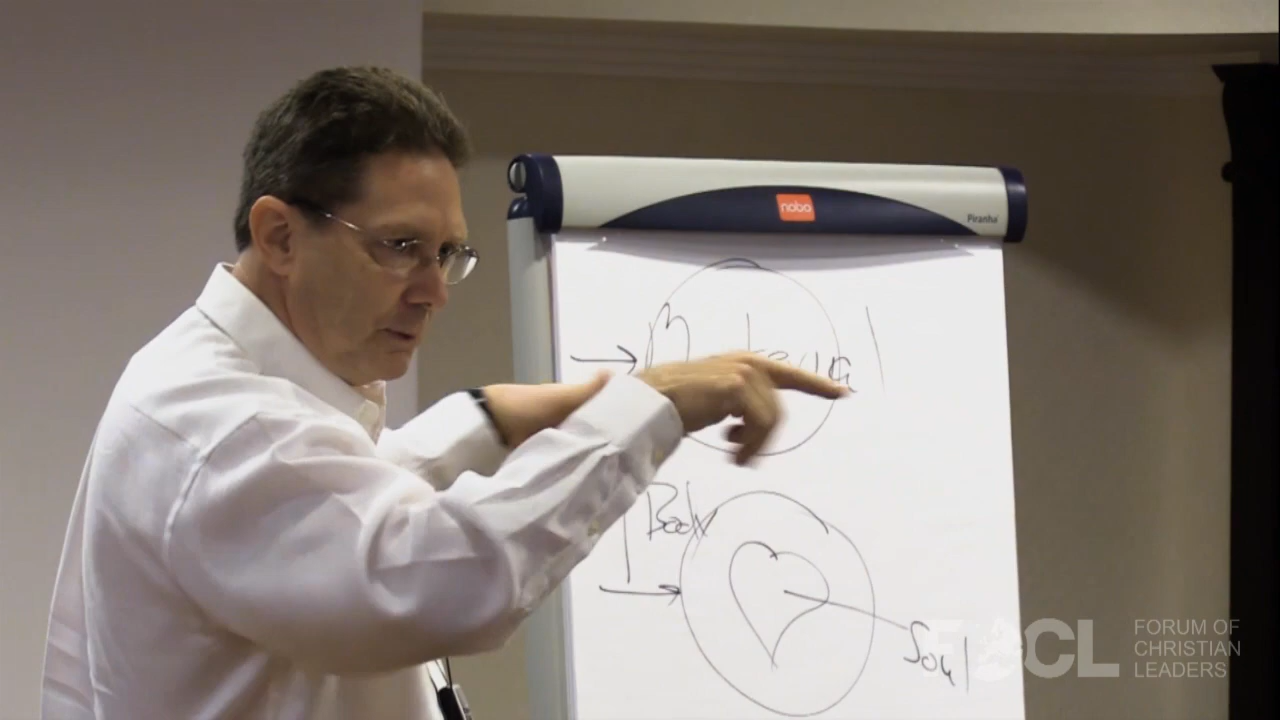 nobo
Piranha
Body
Soul
FOCL
FORUM OF
CHRISTIAN
LEADERS